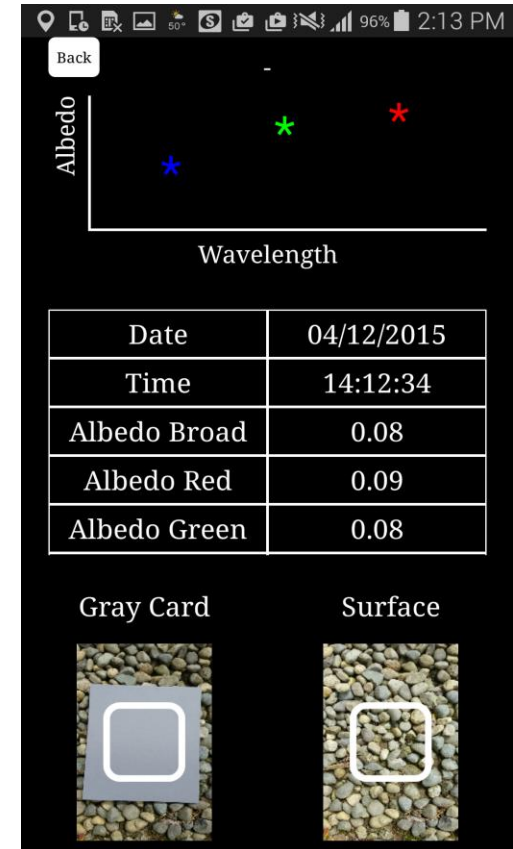 50°
S
96%
2:13 PM
Back
-
Albedo
Wavelength
Date 04/12/2015
Time 14:12:34
Albedo Broad 0.08
Albedo Red 0.09
Albedo Green 0.08
Gray Card Surface